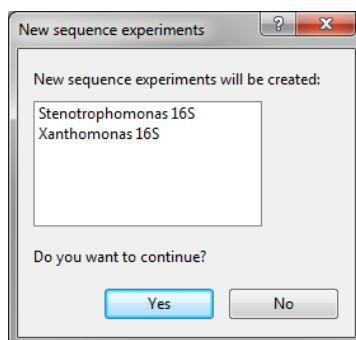 New sequence experiments
New sequence experiments will be created:
Stenotrophomonas 16S
Xanthomonas 16S
Do you want to continue?
Yes No